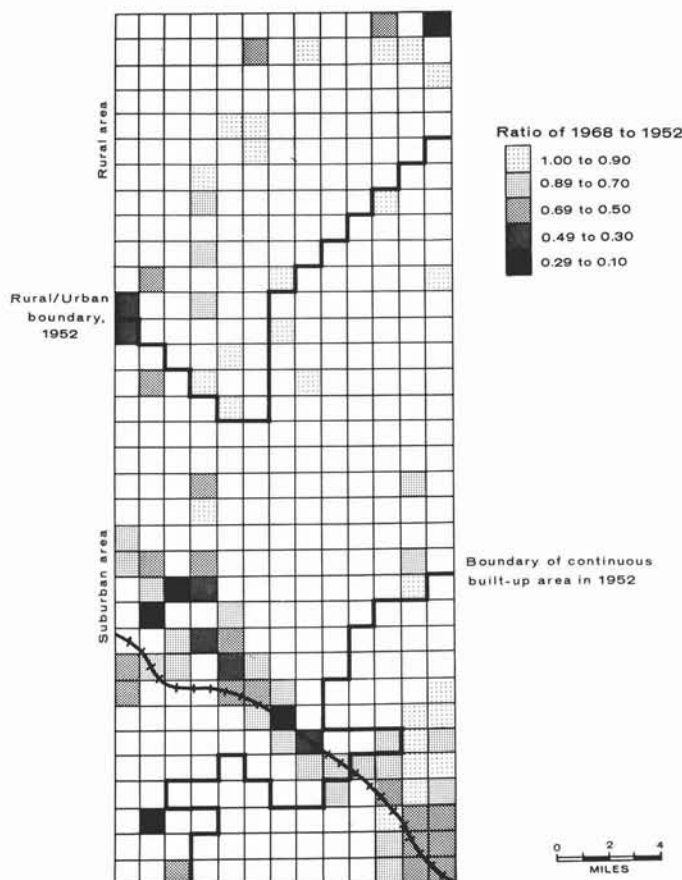 Rural area
Ratio of 1968 to 1952
1.00 to 0.90
0.89 to 0.70
0.69 to 0.50
0.49 to 0.30
0.29 to 0.10
Rural/Urban
boundary,
1952
Suburban area
Boundary of continuous
built-up area in 1952
0 2 4
MILES